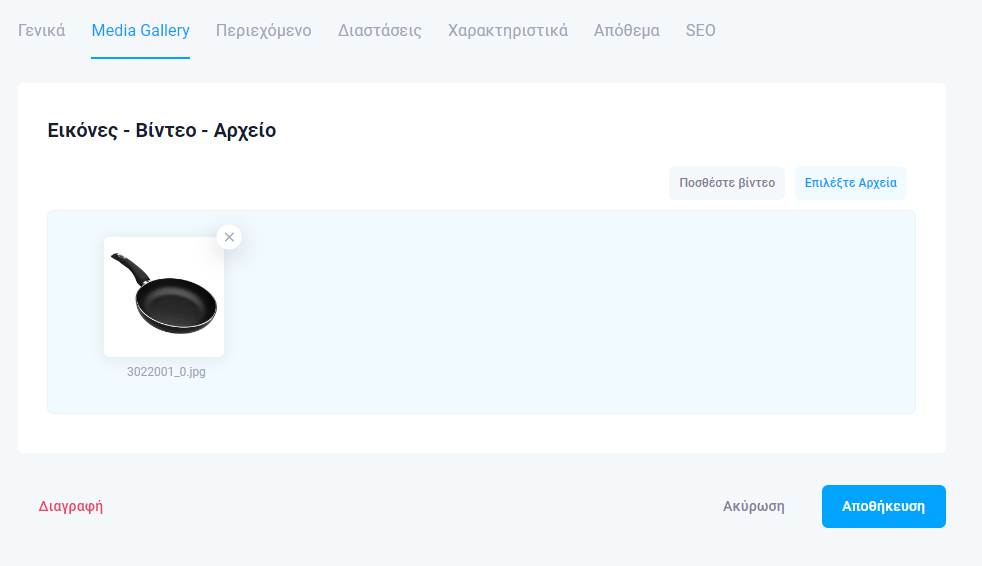 Γενικά Media Gallery Περιεχόμενο Διαστάσεις Χαρακτηριστικά Απόθεμα SEO
Εικόνες - Βίντεο - Αρχείο
Ποσθέστε βίντεο Επιλέξτε Αρχεία
3022001_0.jpg
Διαγραφή Ακύρωση Αποθήκευση